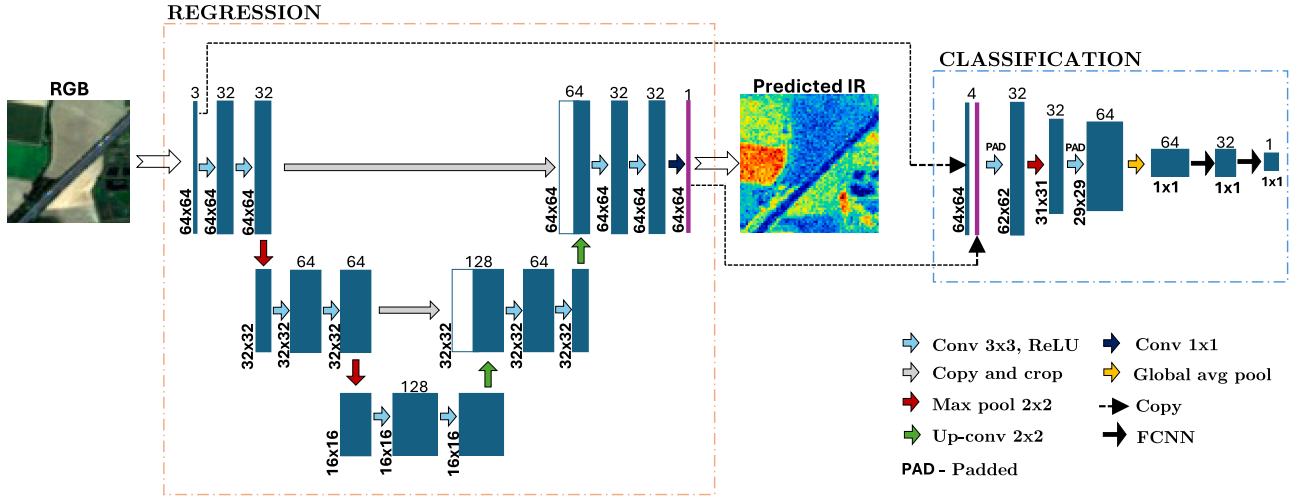 REGRESSION
CLASSIFICATION
RGB
Predicted IR
3 32 32 64 32 32 1
64x64 64x64 64x64 64x64 64x64 64x64 64x64
64 64 128 64
32x32 32x32 32x32 32x32 32x32 32x32
128
16x16 16x16 16x16
4 32 32 64 64 32 1
PAD PAD
64x64 62x62 31x31 29x29 1x1 1x1 1x1
Conv 3x3, ReLU
Copy and crop
Max pool 2x2
Up-conv 2x2
PAD - Padded
Conv 1x1
Global avg pool
Copy
FCNN